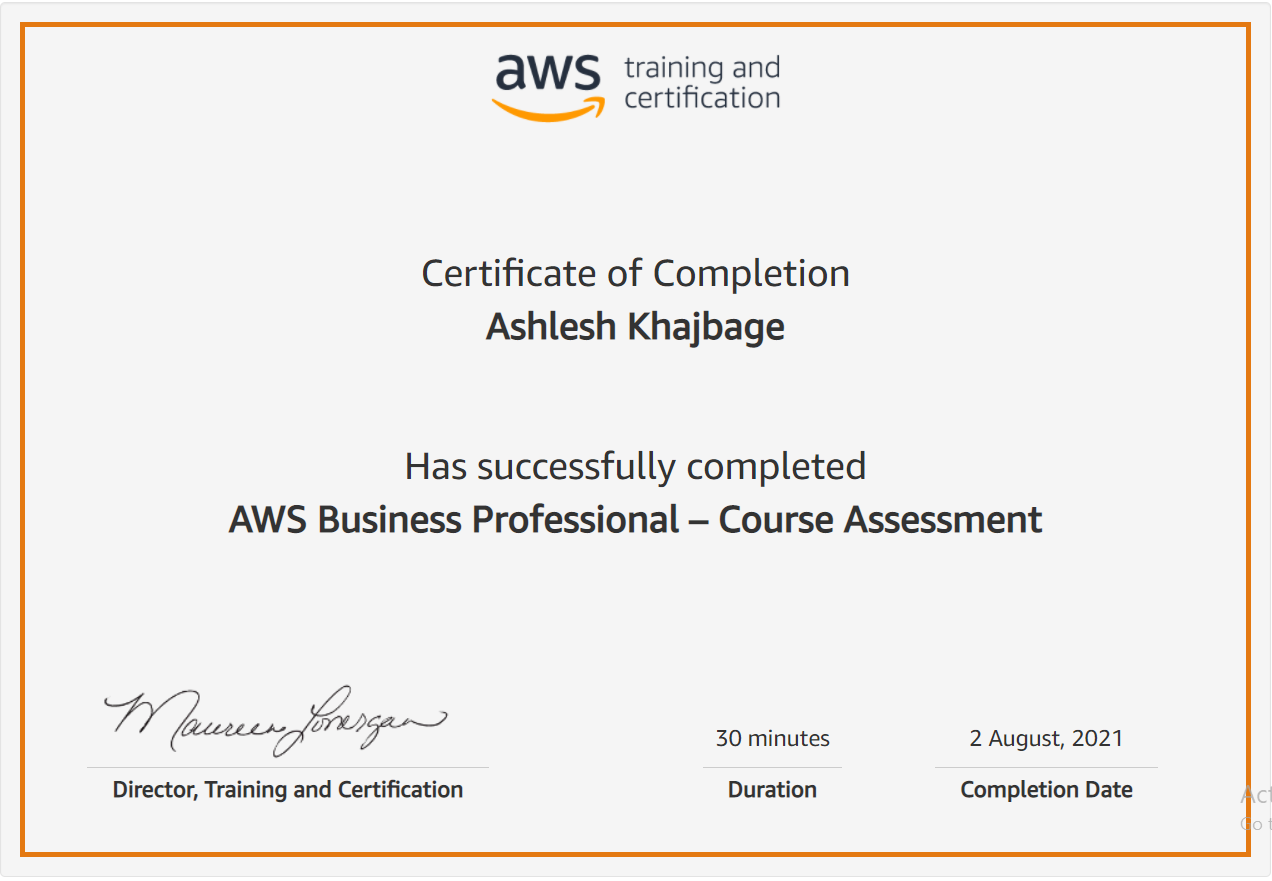 aws training and
certification
Certificate of Completion
Ashlesh Khajbage
Has successfully completed
AWS Business Professional – Course Assessment
Maureen Lonergan
Director, Training and Certification
30 minutes
Duration
2 August, 2021
Completion Date
Act
Go t